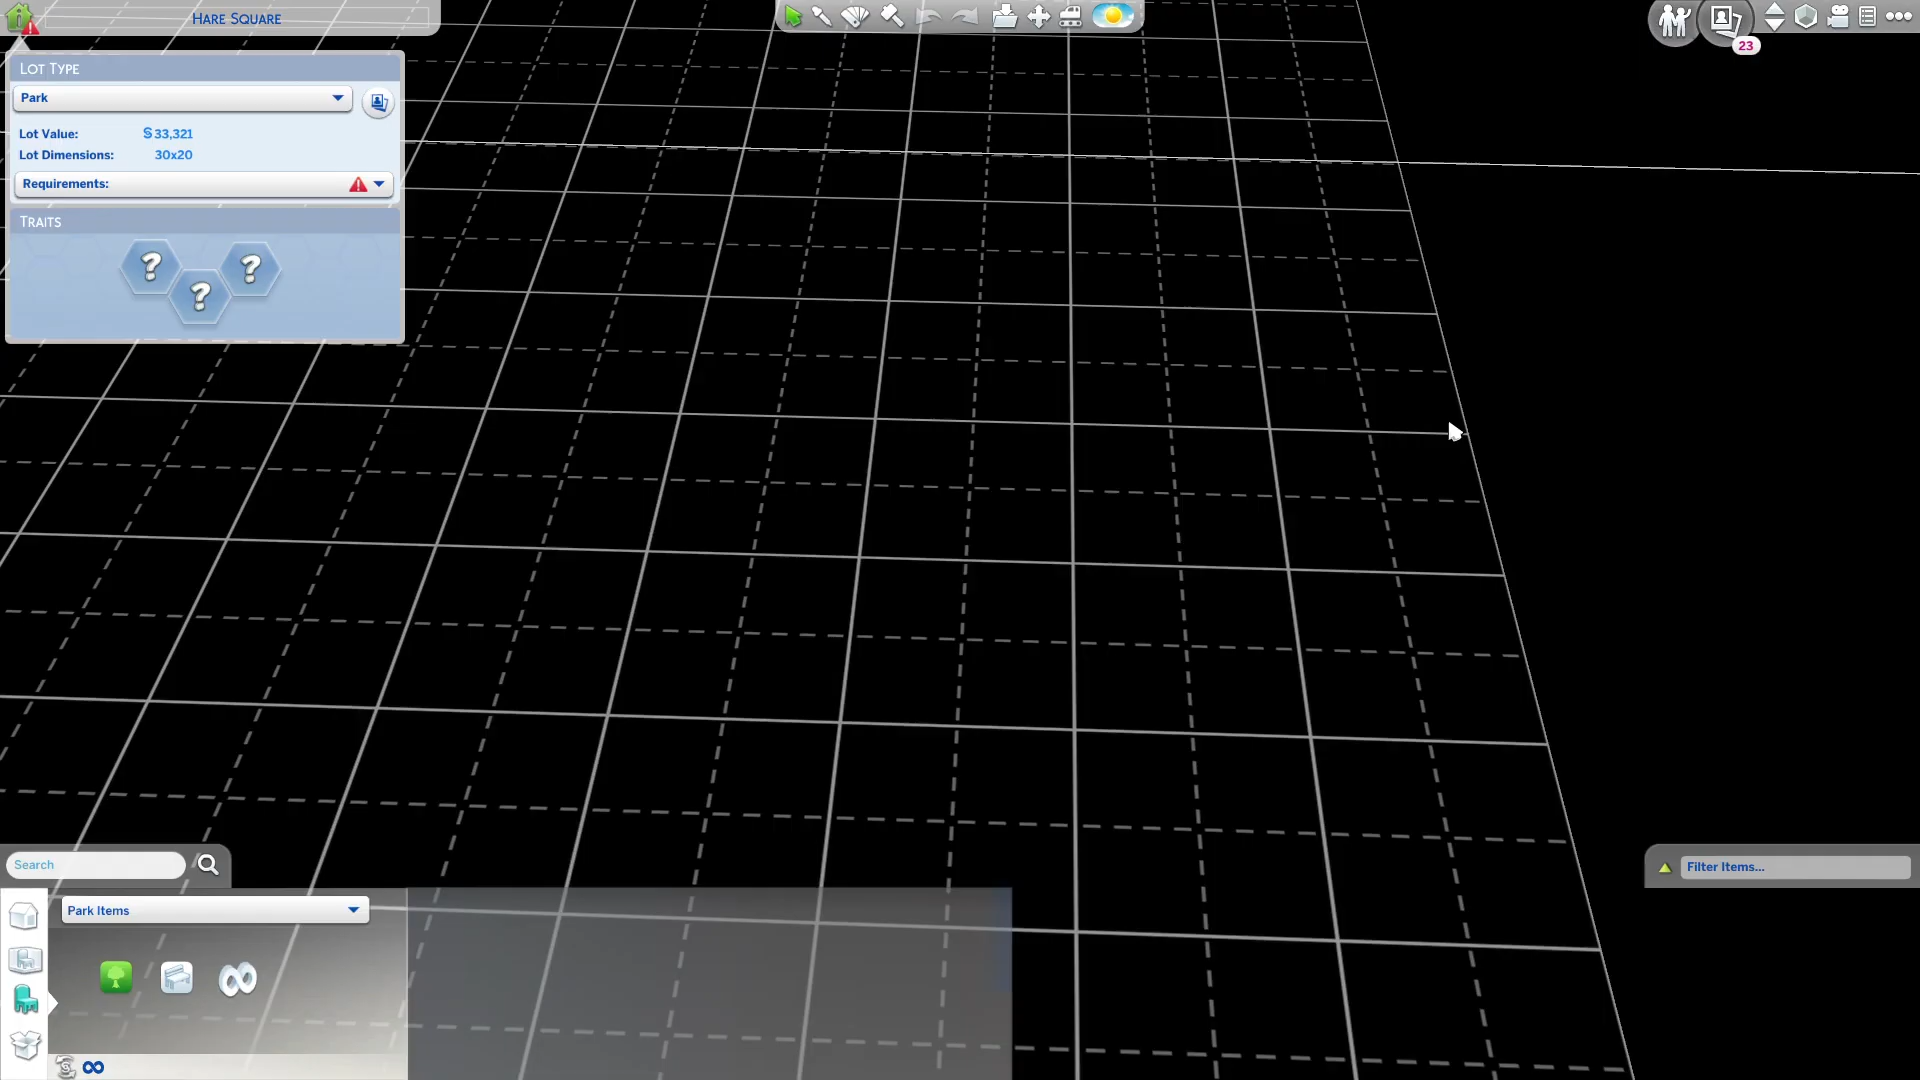 Hare Square
Lot Type
Park
Lot Value: §33,321
Lot Dimensions: 30x20
Requirements:
Traits
? ? ?
23
Search
Filter Items...
Park Items